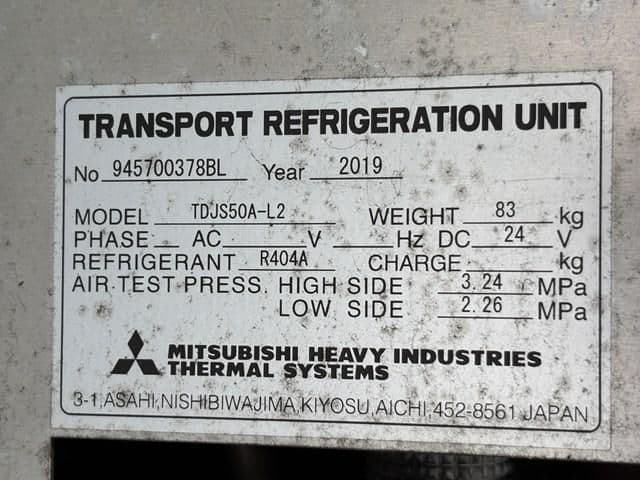 TRANSPORT REFRIGERATION UNIT
No 945700378BL Year 2019
MODEL TDJS50A-L2 WEIGHT 83 kg
PHASE AC V Hz DC 24 V
REFRIGERANT R404A CHARGE kg
AIR TEST PRESS. HIGH SIDE 3.24 MPa
LOW SIDE 2.26 MPa
MITSUBISHI HEAVY INDUSTRIES
THERMAL SYSTEMS
3-1,ASAHI,NISHIBIWAJIMA,KIYOSU,AICHI,452-8561 JAPAN